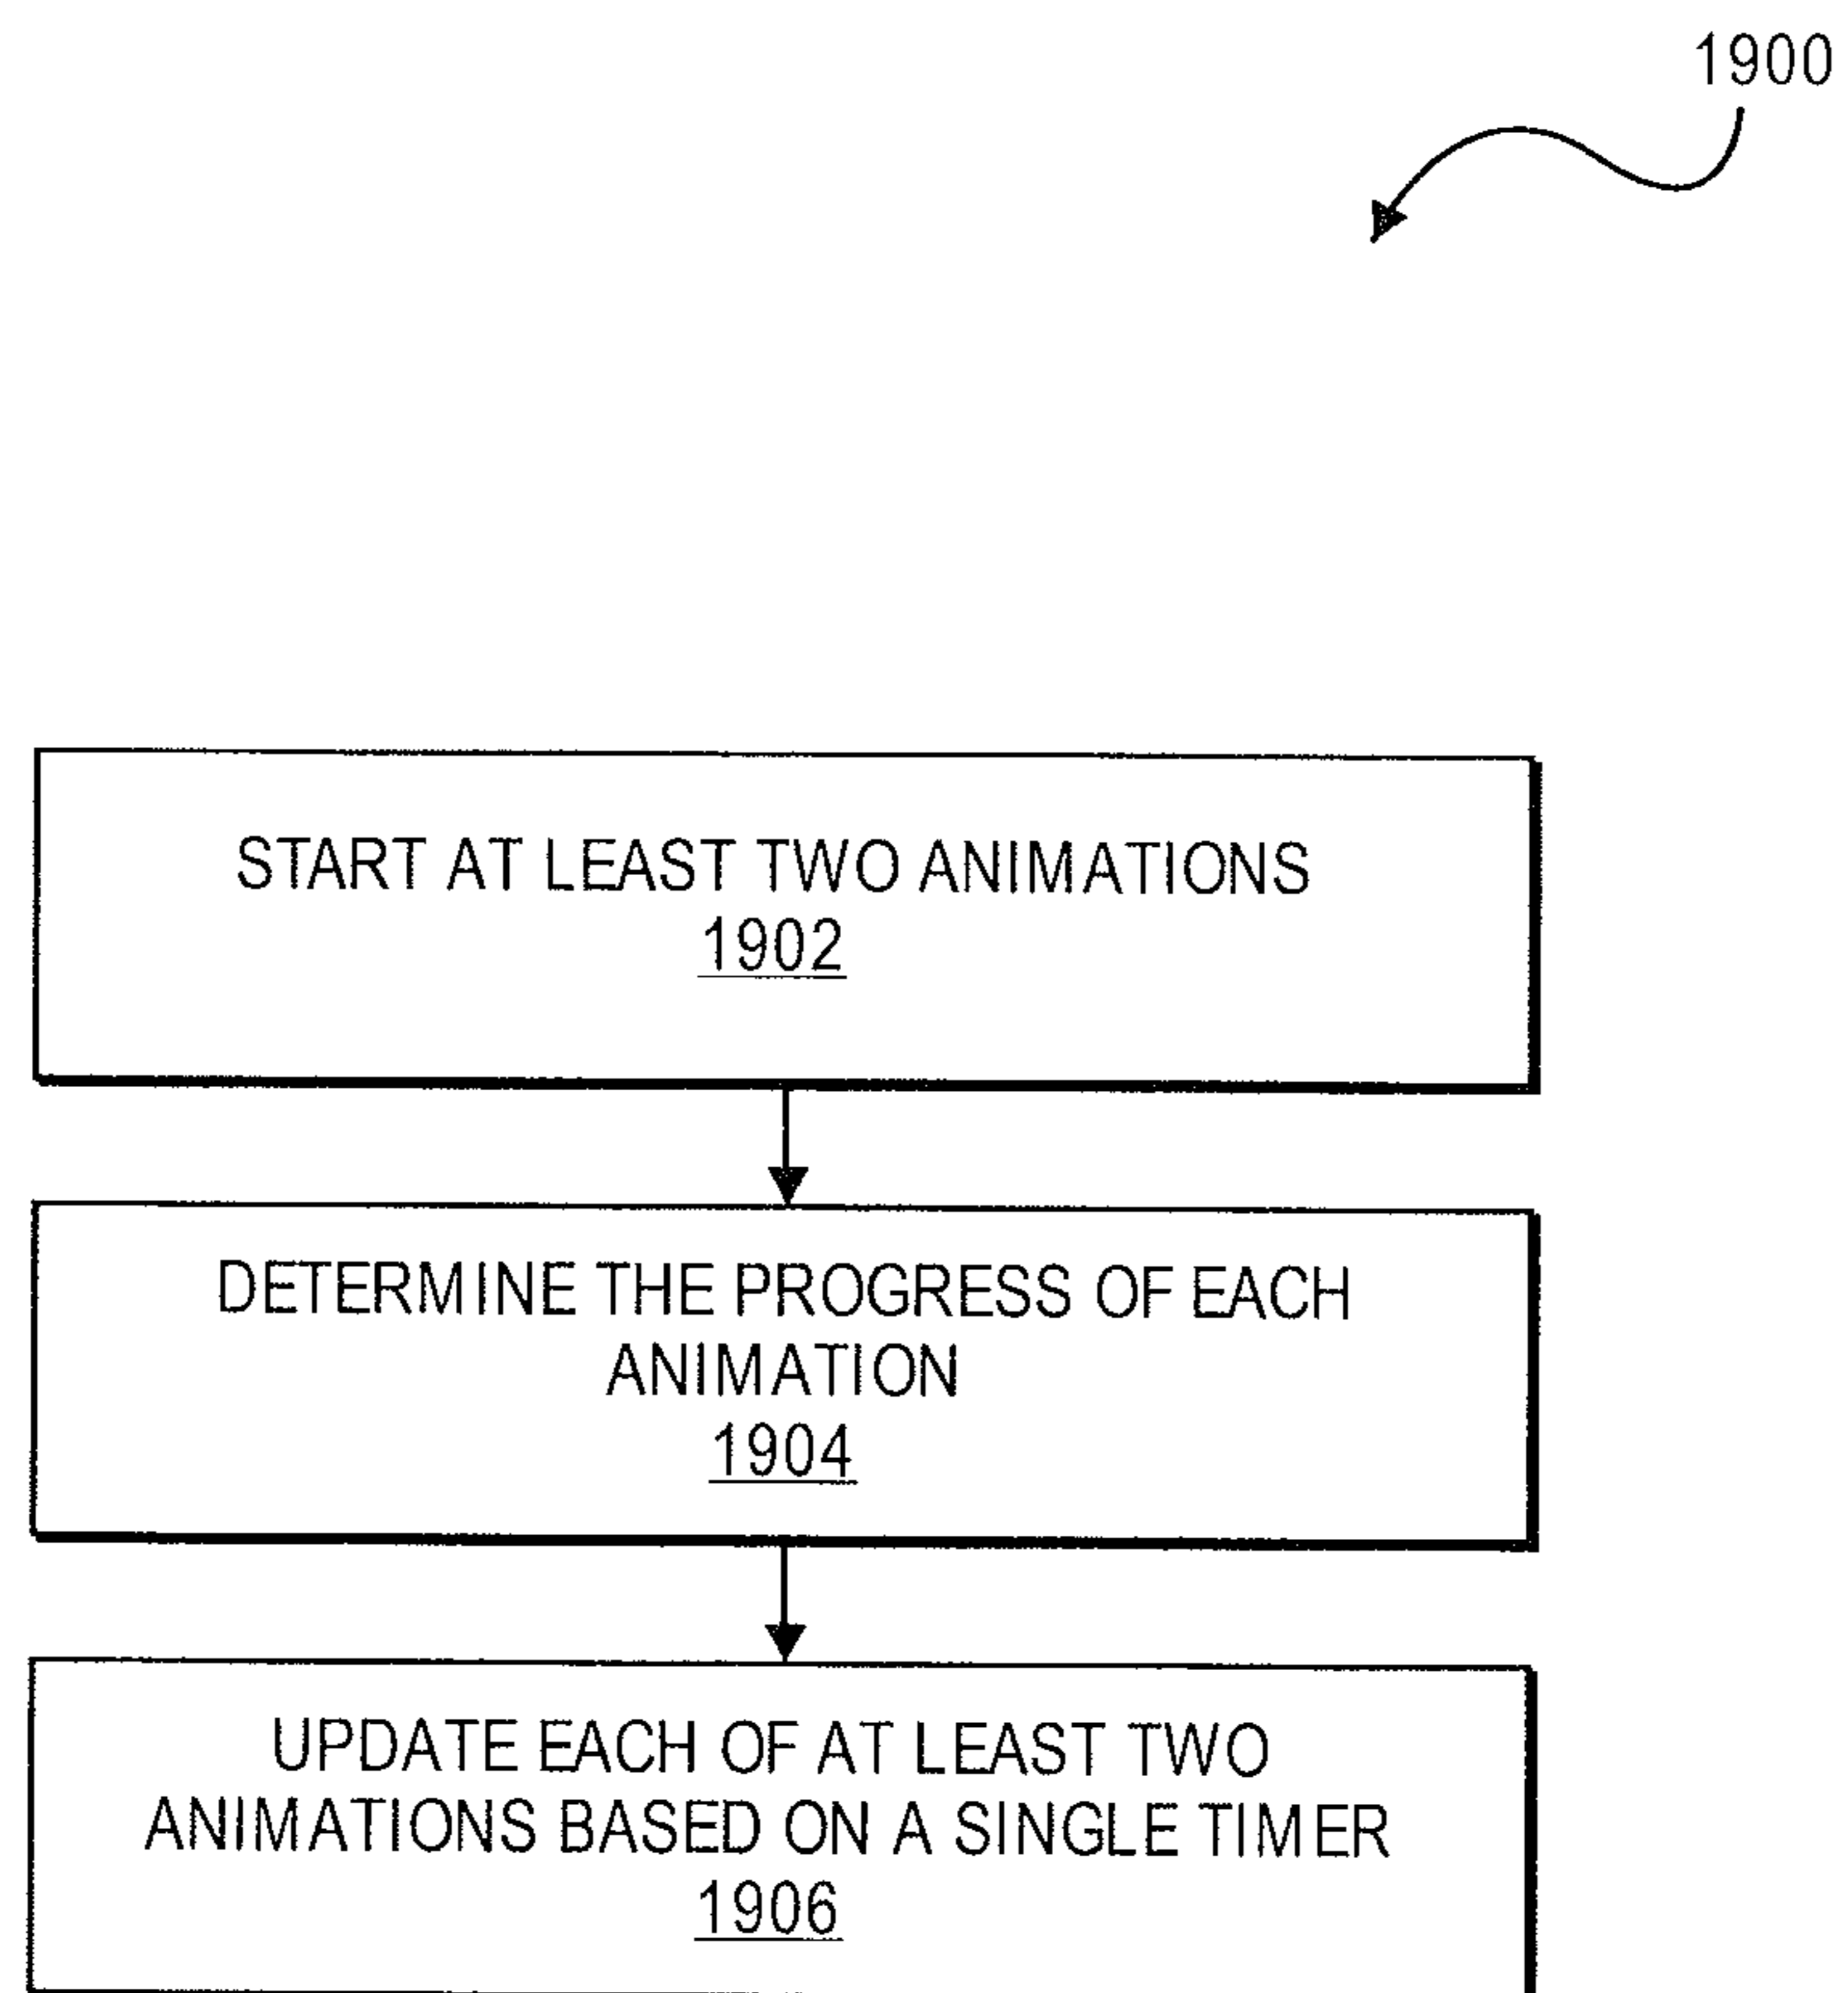 1900
START AT LEAST TWO ANIMATIONS
1902
DETERMINE THE PROGRESS OF EACH
ANIMATION
1904
UPDATE EACH OF AT LEAST TWO
ANIMATIONS BASED ON A SINGLE TIMER
1906